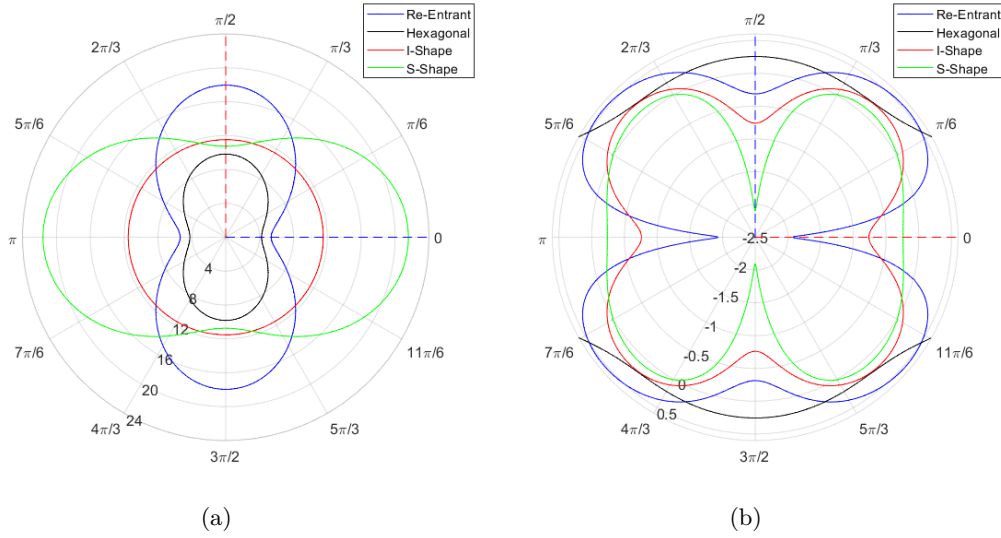 π/2
2π/3
π/3
5π/6
π/6
π
0
7π/6
11π/6
4π/3
5π/3
3π/2
4
8
12
16
20
24
Re-Entrant
Hexagonal
I-Shape
S-Shape
(a)
π/2
2π/3
π/3
5π/6
π/6
π
0
7π/6
11π/6
4π/3
5π/3
3π/2
-2.5
-2
-1.5
-1
-0.5
0
0.5
Re-Entrant
Hexagonal
I-Shape
S-Shape
(b)